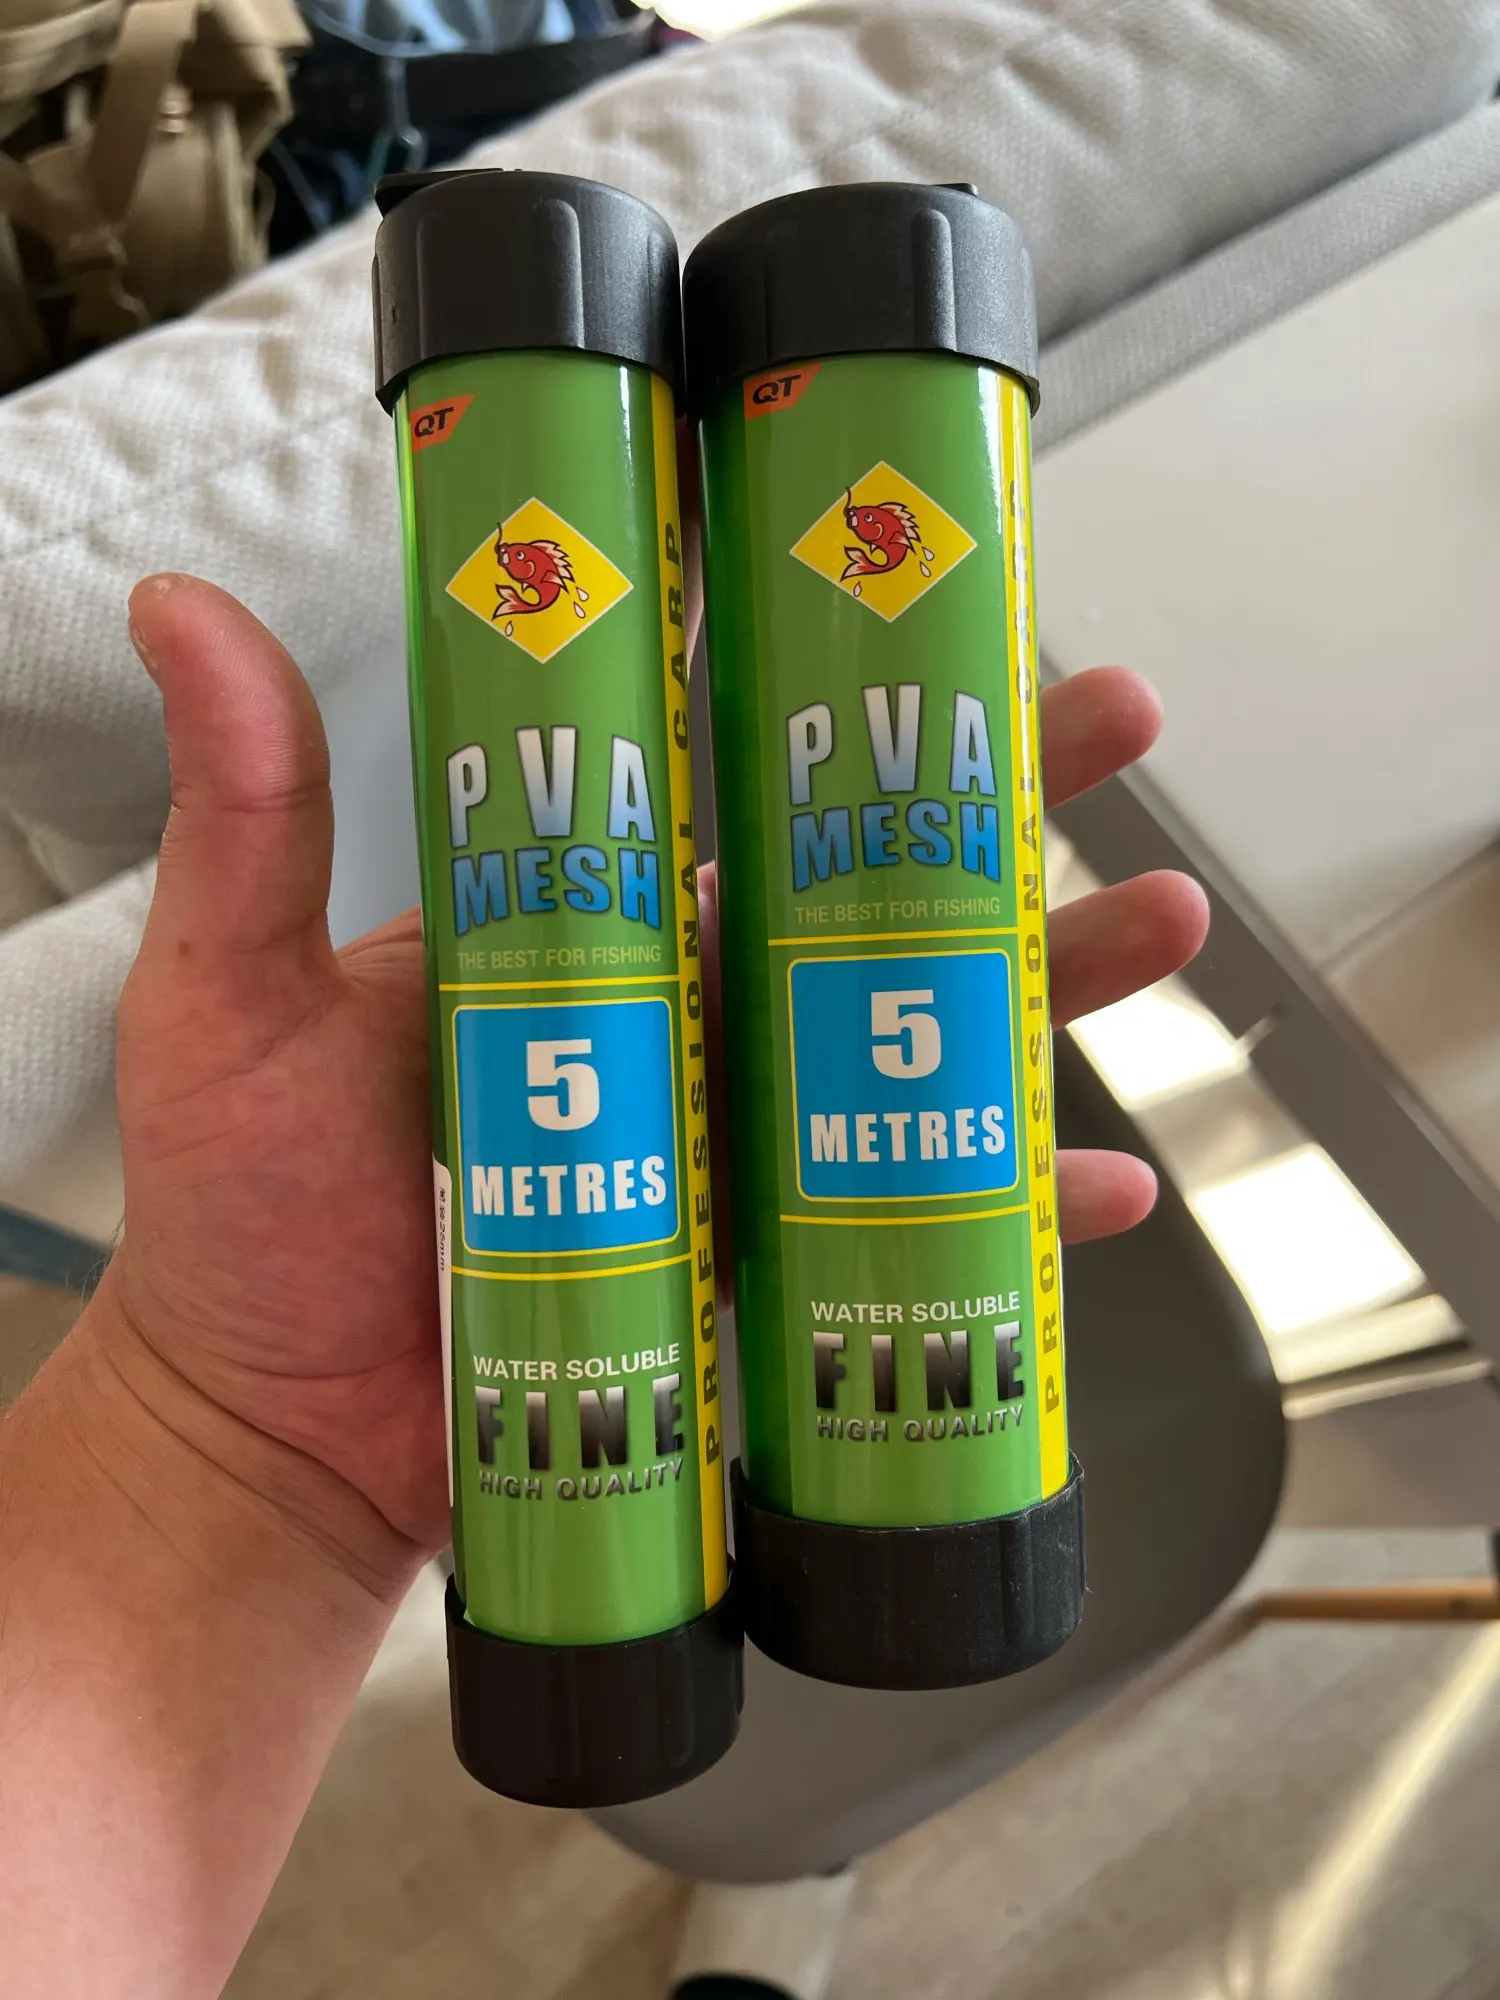 QT
PVA
MESH
THE BEST FOR FISHING
5
METRES
WATER SOLUBLE
FINE
HIGH QUALITY
PROFESSIONAL CARP
25mm
QT
PVA
MESH
THE BEST FOR FISHING
5
METRES
WATER SOLUBLE
FINE
HIGH QUALITY
PROFESSIONAL CARP